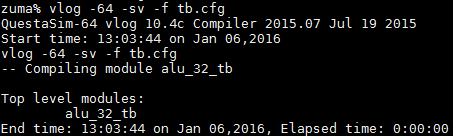 zuma% vlog -64 -sv -f tb.cfg
QuestaSim-64 vlog 10.4c Compiler 2015.07 Jul 19 2015
Start time: 13:03:44 on Jan 06,2016
vlog -64 -sv -f tb.cfg
-- Compiling module alu_32_tb

Top level modules:
        alu_32_tb
End time: 13:03:44 on Jan 06,2016, Elapsed time: 0:00:00